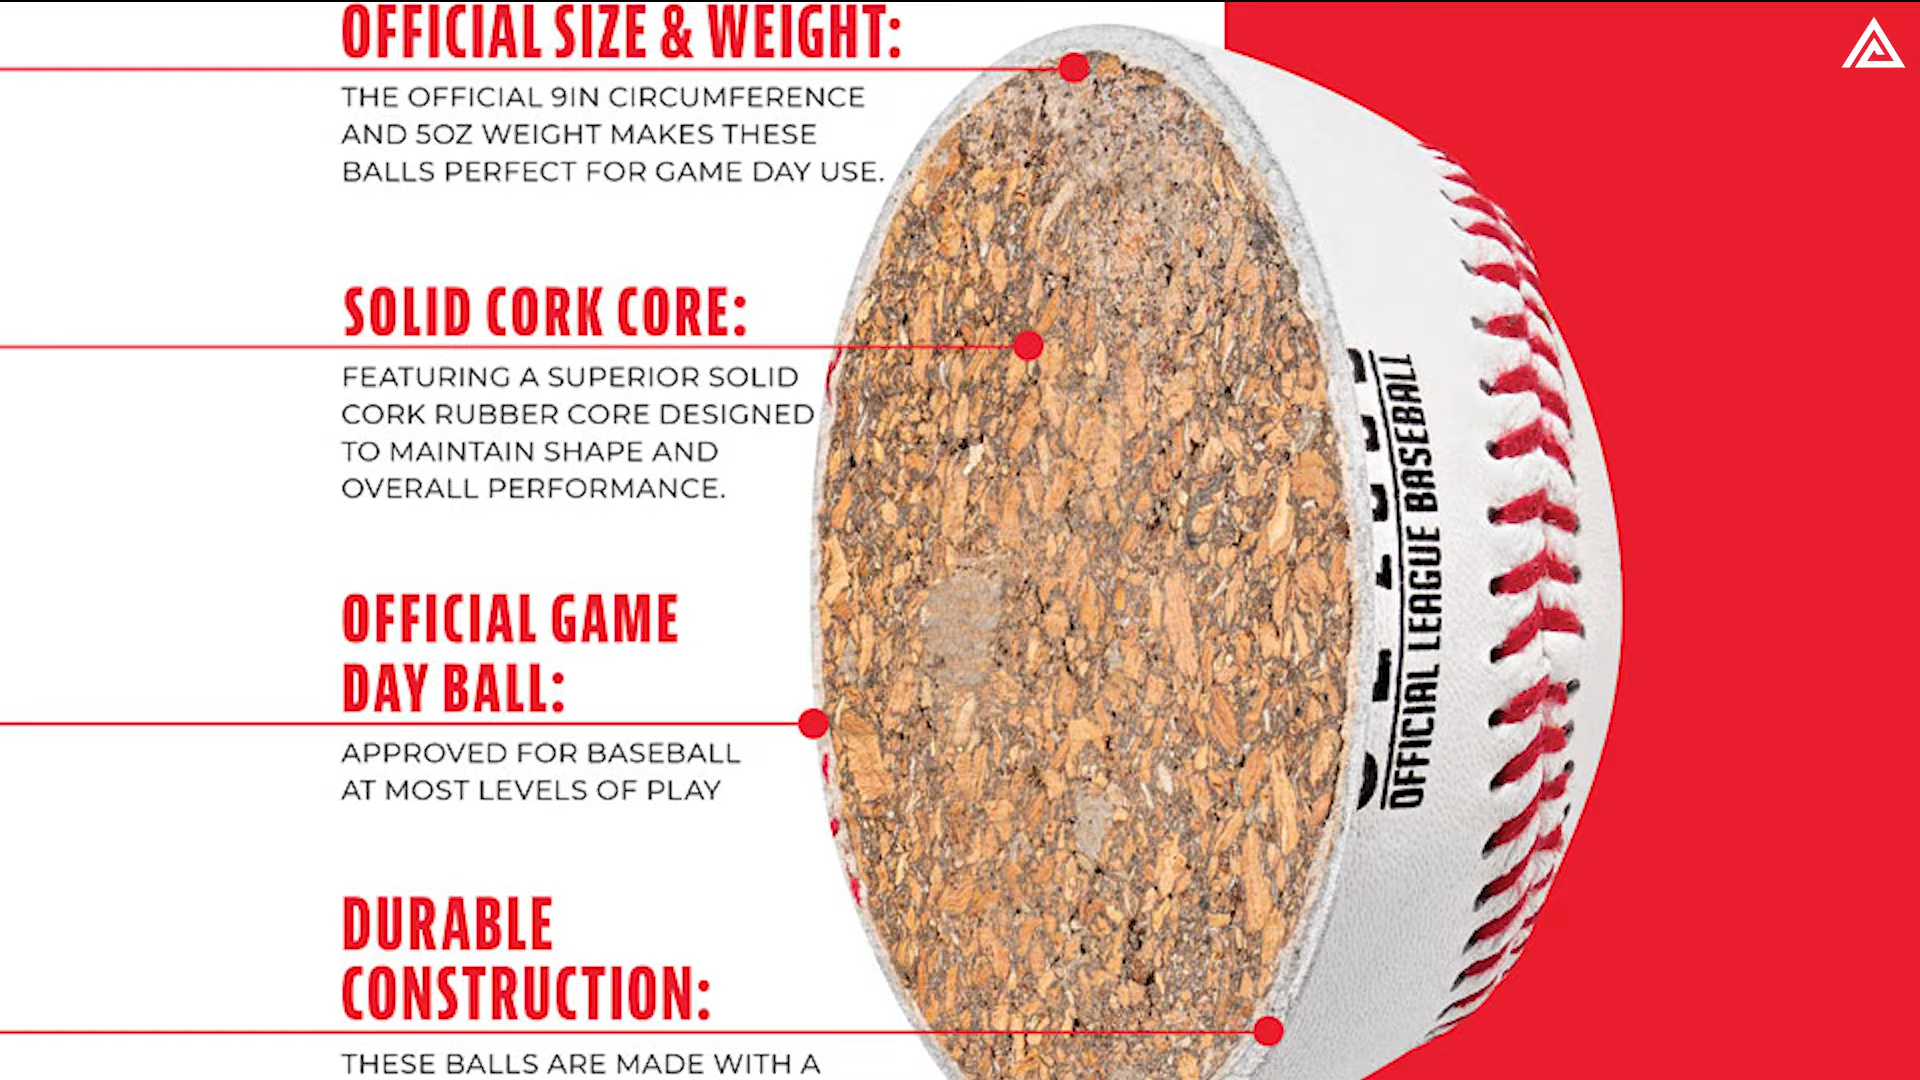 OFFICIAL SIZE & WEIGHT:
THE OFFICIAL 9IN CIRCUMFERENCE
AND 5OZ WEIGHT MAKES THESE
BALLS PERFECT FOR GAME DAY USE.
SOLID CORK CORE:
FEATURING A SUPERIOR SOLID
CORK RUBBER CORE DESIGNED
TO MAINTAIN SHAPE AND
OVERALL PERFORMANCE.
OFFICIAL GAME
DAY BALL:
APPROVED FOR BASEBALL
AT MOST LEVELS OF PLAY
DURABLE
CONSTRUCTION:
THESE BALLS ARE MADE WITH A
OFFICIAL LEAGUE BASEBALL